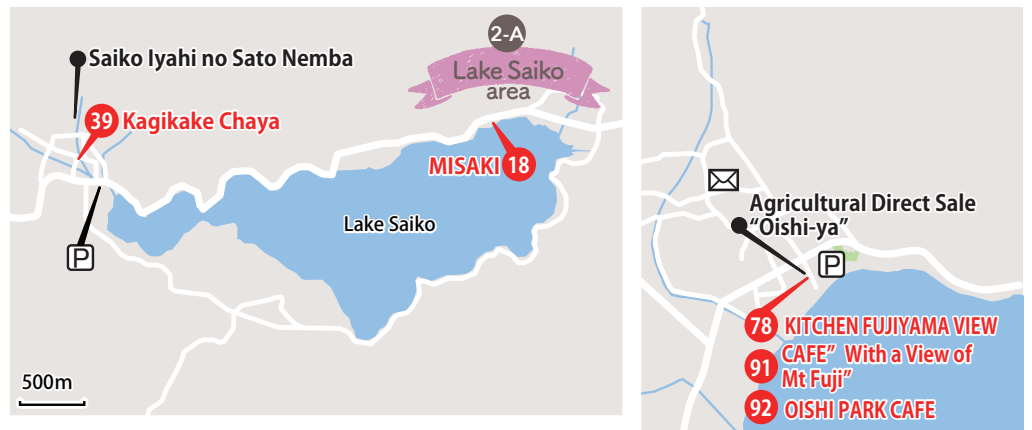 2-A
Lake Saiko
area
Saiko Iyahi no Sato Nemba
39 Kagikake Chaya
MISAKI 18
Lake Saiko
P
500m
Agricultural Direct Sale
“Oishi-ya”
P
78 KITCHEN FUJIYAMA VIEW
91 CAFE” With a View of
Mt Fuji”
92 OISHI PARK CAFE